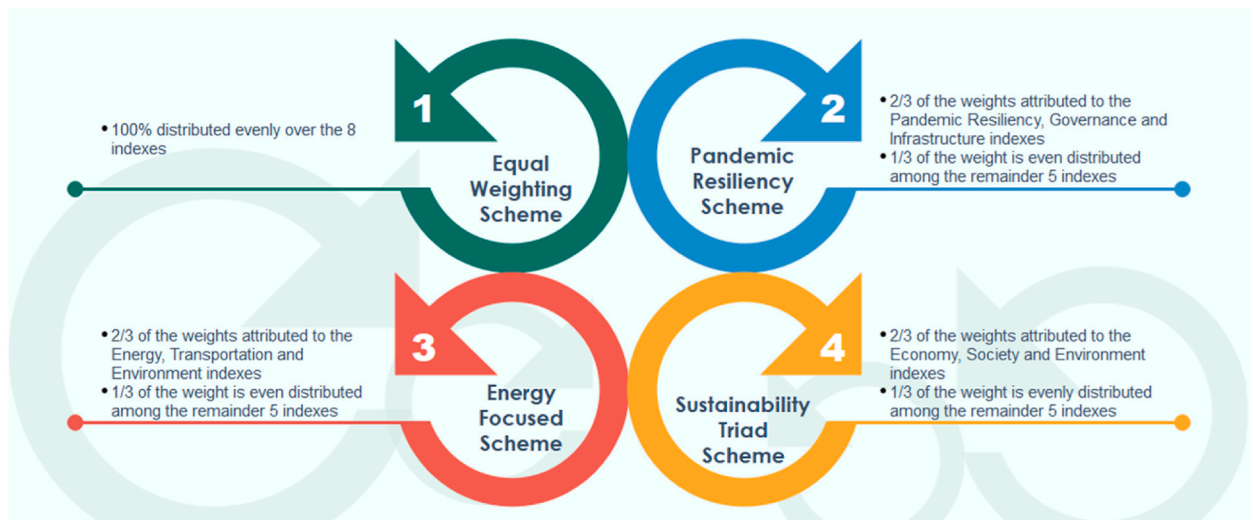 1
• 100% distributed evenly over the 8
indexes
Equal
Weighting
Scheme
2
• 2/3 of the weights attributed to the
Pandemic Resiliency, Governance and
Infrastructure indexes
• 1/3 of the weight is even distributed
among the remainder 5 indexes
Pandemic
Resiliency
Scheme
3
• 2/3 of the weights attributed to the
Energy, Transportation and
Environment indexes
• 1/3 of the weight is even distributed
among the remainder 5 indexes
Energy
Focused
Scheme
4
• 2/3 of the weights attributed to the
Economy, Society and Environment
indexes
• 1/3 of the weight is evenly distributed
among the remainder 5 indexes
Sustainability
Triad
Scheme